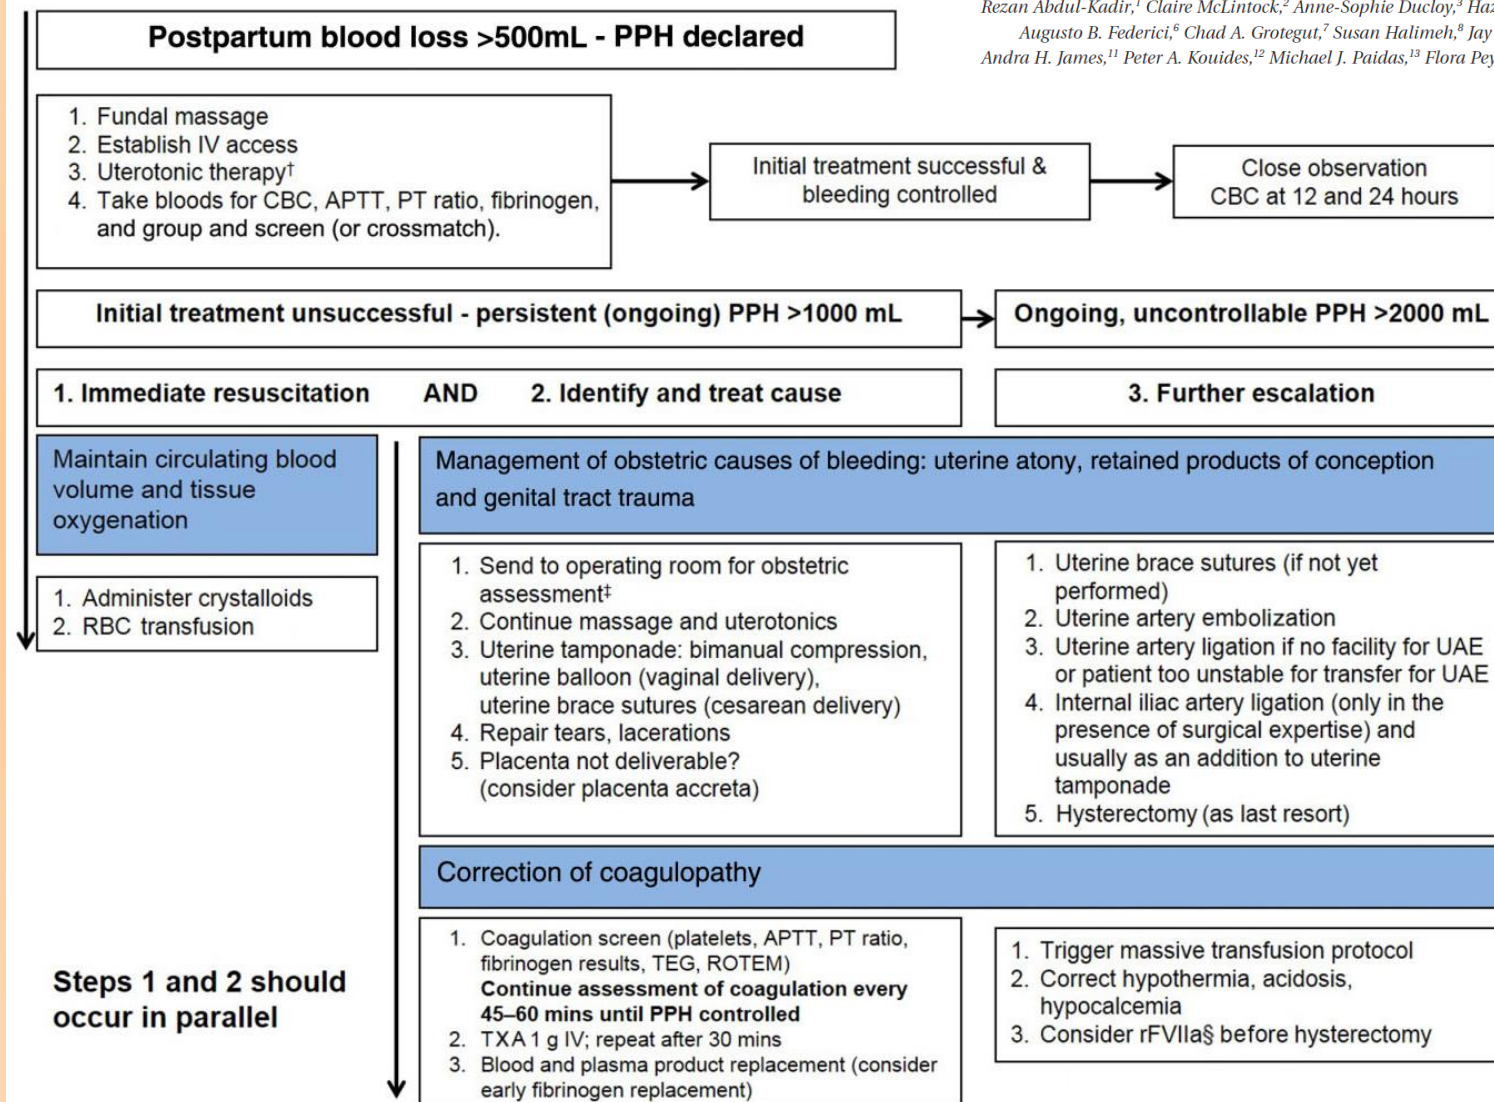 Rezan Abdul-Kadir,¹ Claire McLintock,² Anne-Sophie Ducloy,³
Augusto B. Federici,⁶ Chad A. Grotegut,⁷ Susan Halimeh,⁸ Jay
Andra H. James,¹¹ Peter A. Kouides,¹² Michael J. Paidas,¹³ Flora
Postpartum blood loss >500mL - PPH declared
1. Fundal massage
2. Establish IV access
3. Uterotonic therapy†
4. Take bloods for CBC, APTT, PT ratio, fibrinogen,
and group and screen (or crossmatch).
Initial treatment successful &
bleeding controlled
Close observation
CBC at 12 and 24 hours
Initial treatment unsuccessful - persistent (ongoing) PPH >1000 mL
Ongoing, uncontrollable PPH >2000 mL
1. Immediate resuscitation AND 2. Identify and treat cause
3. Further escalation
Maintain circulating blood
volume and tissue
oxygenation
1. Administer crystalloids
2. RBC transfusion
Management of obstetric causes of bleeding: uterine atony, retained products of conception
and genital tract trauma
1. Send to operating room for obstetric
assessment‡
2. Continue massage and uterotonics
3. Uterine tamponade: bimanual compression,
uterine balloon (vaginal delivery),
uterine brace sutures (cesarean delivery)
4. Repair tears, lacerations
5. Placenta not deliverable?
(consider placenta accreta)
1. Uterine brace sutures (if not yet
performed)
2. Uterine artery embolization
3. Uterine artery ligation if no facility for UAE
or patient too unstable for transfer for UAE
4. Internal iliac artery ligation (only in the
presence of surgical expertise) and
usually as an addition to uterine
tamponade
5. Hysterectomy (as last resort)
Correction of coagulopathy
1. Coagulation screen (platelets, APTT, PT ratio,
fibrinogen results, TEG, ROTEM)
Continue assessment of coagulation every
45–60 mins until PPH controlled
2. TXA 1 g IV; repeat after 30 mins
3. Blood and plasma product replacement (consider
early fibrinogen replacement)
1. Trigger massive transfusion protocol
2. Correct hypothermia, acidosis,
hypocalcemia
3. Consider rFVIIa§ before hysterectomy
Steps 1 and 2 should
occur in parallel